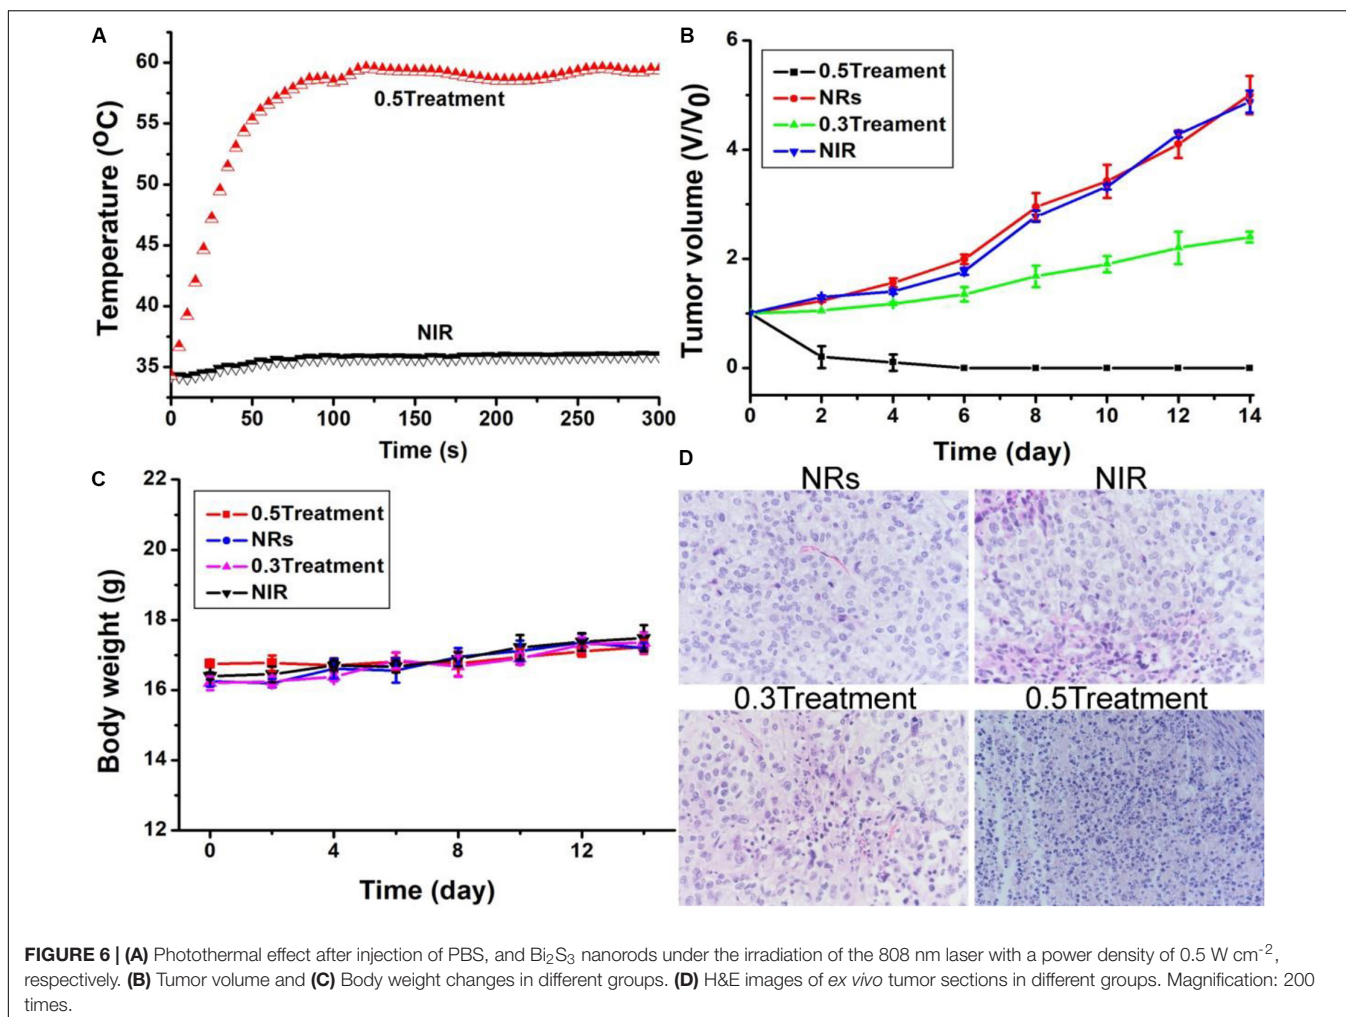 A
60
55
50
45
40
35
Temperature (ºC)
0.5Treatment
NIR
0
50
100
150
200
250
300
Time (s)
B
6
4
2
0
Tumor volume (V/V0)
0.5Treament
NRs
0.3Treament
NIR
0
2
4
6
8
10
12
14
Time (day)
C
22
20
18
16
14
12
Body weight (g)
0.5Treatment
NRs
0.3Treatment
NIR
0
4
8
12
Time (day)
D
NRs
NIR
0.3Treatment
0.5Treatment
FIGURE 6 | (A) Photothermal effect after injection of PBS, and Bi2S3 nanorods under the irradiation of the 808 nm laser with a power density of 0.5 W cm-2,
respectively. (B) Tumor volume and (C) Body weight changes in different groups. (D) H&E images of ex vivo tumor sections in different groups. Magnification: 200
times.